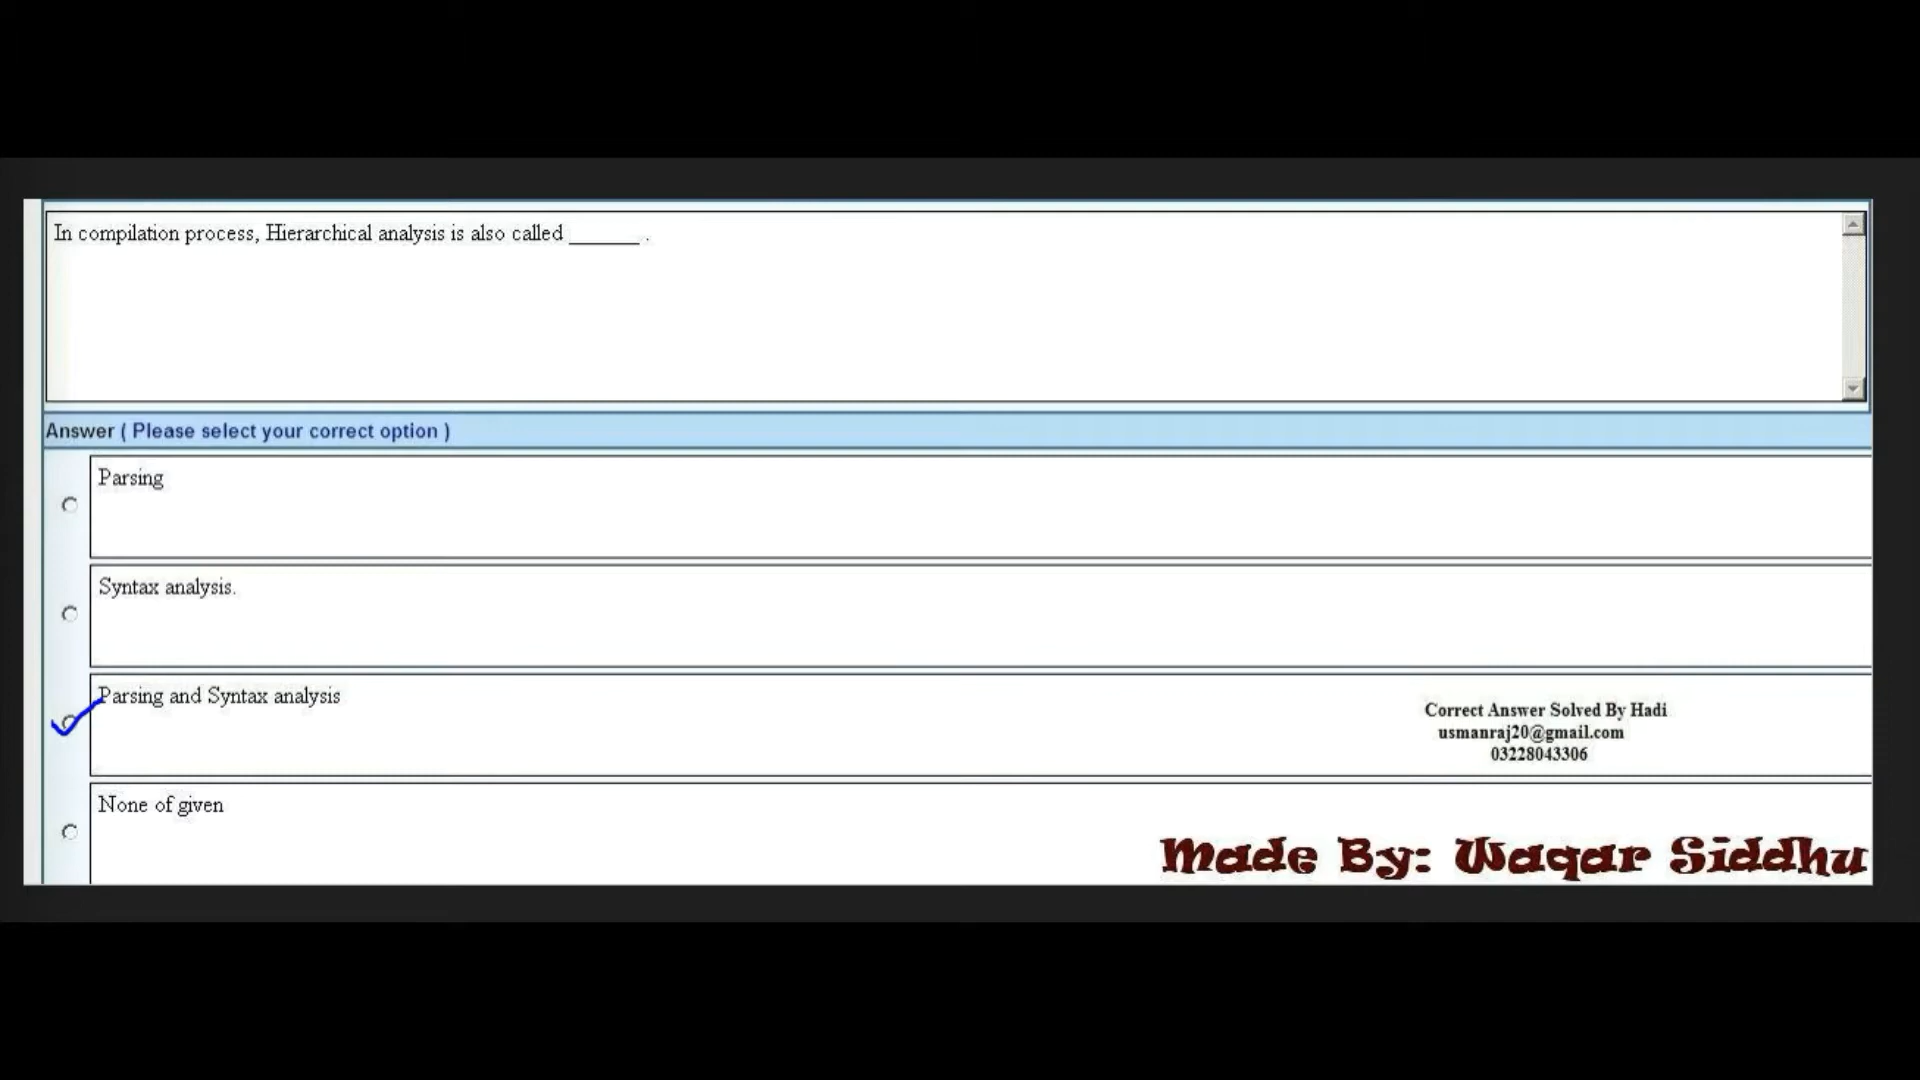 In compilation process, Hierarchical analysis is also called ______ .
Answer ( Please select your correct option )
Parsing
Syntax analysis.
Parsing and Syntax analysis
Correct Answer Solved By Hadi
usmanraj20@gmail.com
03228043306
None of given
Made By: Waqar Siddhu